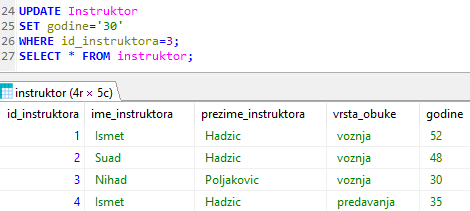 24 UPDATE Instruktor
25 SET godine='30'
26 WHERE id_instruktora=3;
27 SELECT * FROM instruktor;
instruktor (4r × 5c)
id_instruktora ime_instruktora prezime_instruktora vrsta_obuke godine
1 Ismet Hadzic voznja 52
2 Suad Hadzic voznja 48
3 Nihad Poljakovic voznja 30
4 Ismet Hadzic predavanja 35